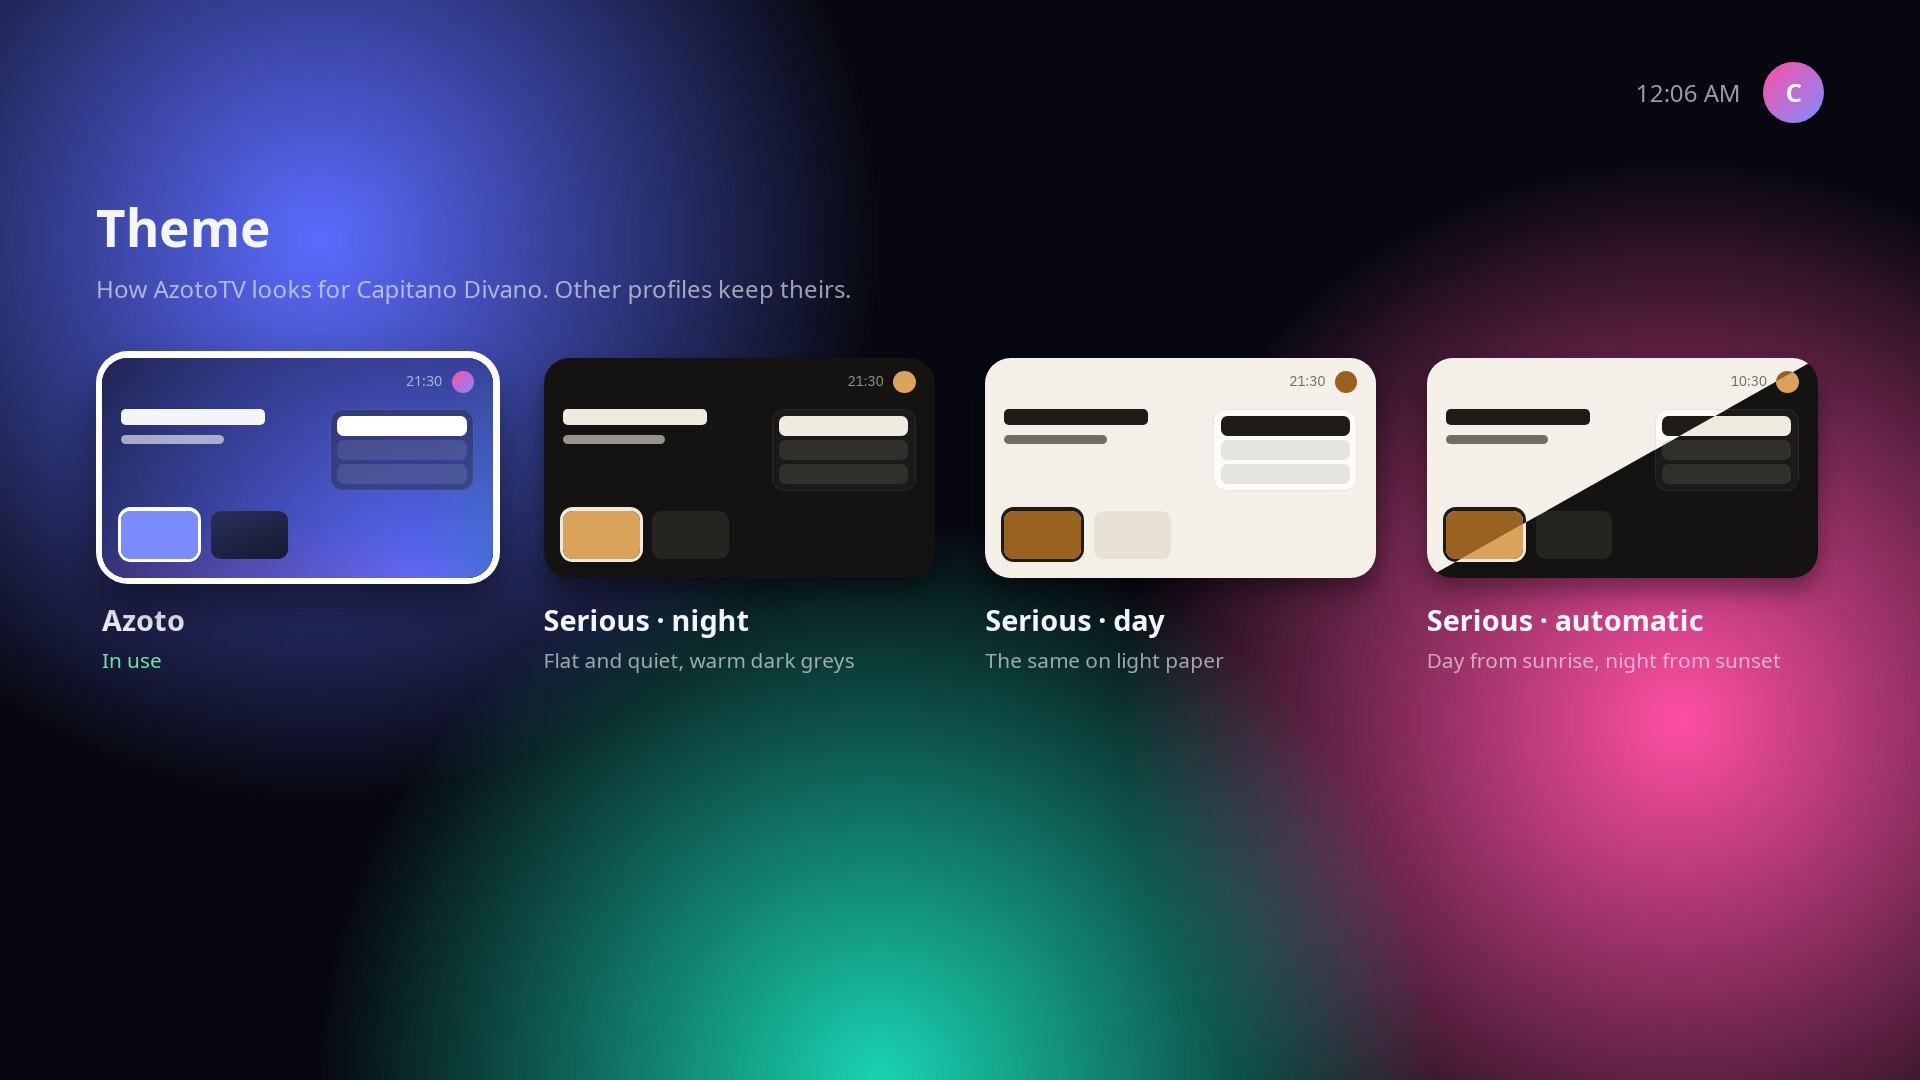 12:06 AM
C
Theme
How AzotoTV looks for Capitano Divano. Other profiles keep theirs.
21:30
21:30
21:30
10:30
Azoto
Serious · night
Serious · day
Serious · automatic
In use
Flat and quiet, warm dark greys
The same on light paper
Day from sunrise, night from sunset